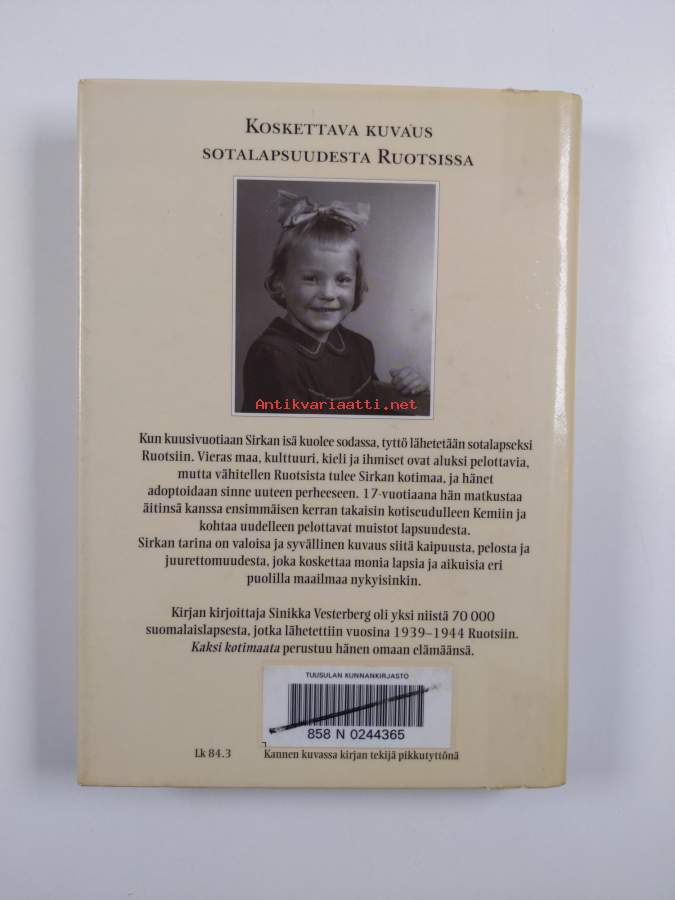 KOSKETTAVA KUVAUS
SOTALAPSUUDESTA RUOTSISSA
Antikvariaatti.net
Kun kuusivuotiaan Sirkan isä kuolee sodassa, tyttö lähetetään sotalapseksi
Ruotsiin. Vieras maa, kulttuuri, kieli ja ihmiset ovat aluksi pelottavia,
mutta vähitellen Ruotsista tulee Sirkan kotimaa, ja hänet
adoptoidaan sinne uuteen perheeseen. 17-vuotiaana hän matkustaa
äitinsä kanssa ensimmäisen kerran takaisin kotiseudulleen Kemiin ja
kohtaa uudelleen pelottavat muistot lapsuudesta.
Sirkan tarina on valoisa ja syvällinen kuvaus siitä kaipuusta, pelosta ja
juurettomuudesta, joka koskettaa monia lapsia ja aikuisia eri
puolilla maailmaa nykyisinkin.
Kirjan kirjoittaja Sinikka Vesterberg oli yksi niistä 70 000
suomalaislapsesta, jotka lähetettiin vuosina 1939–1944 Ruotsiin.
Kaksi kotimaata perustuu hänen omaan elämäänsä.
TUUSULAN KUNNANKIRJASTO
858 N 0244365
Lk 84.3 Kannen kuvassa kirjan tekijä pikkutyttönä